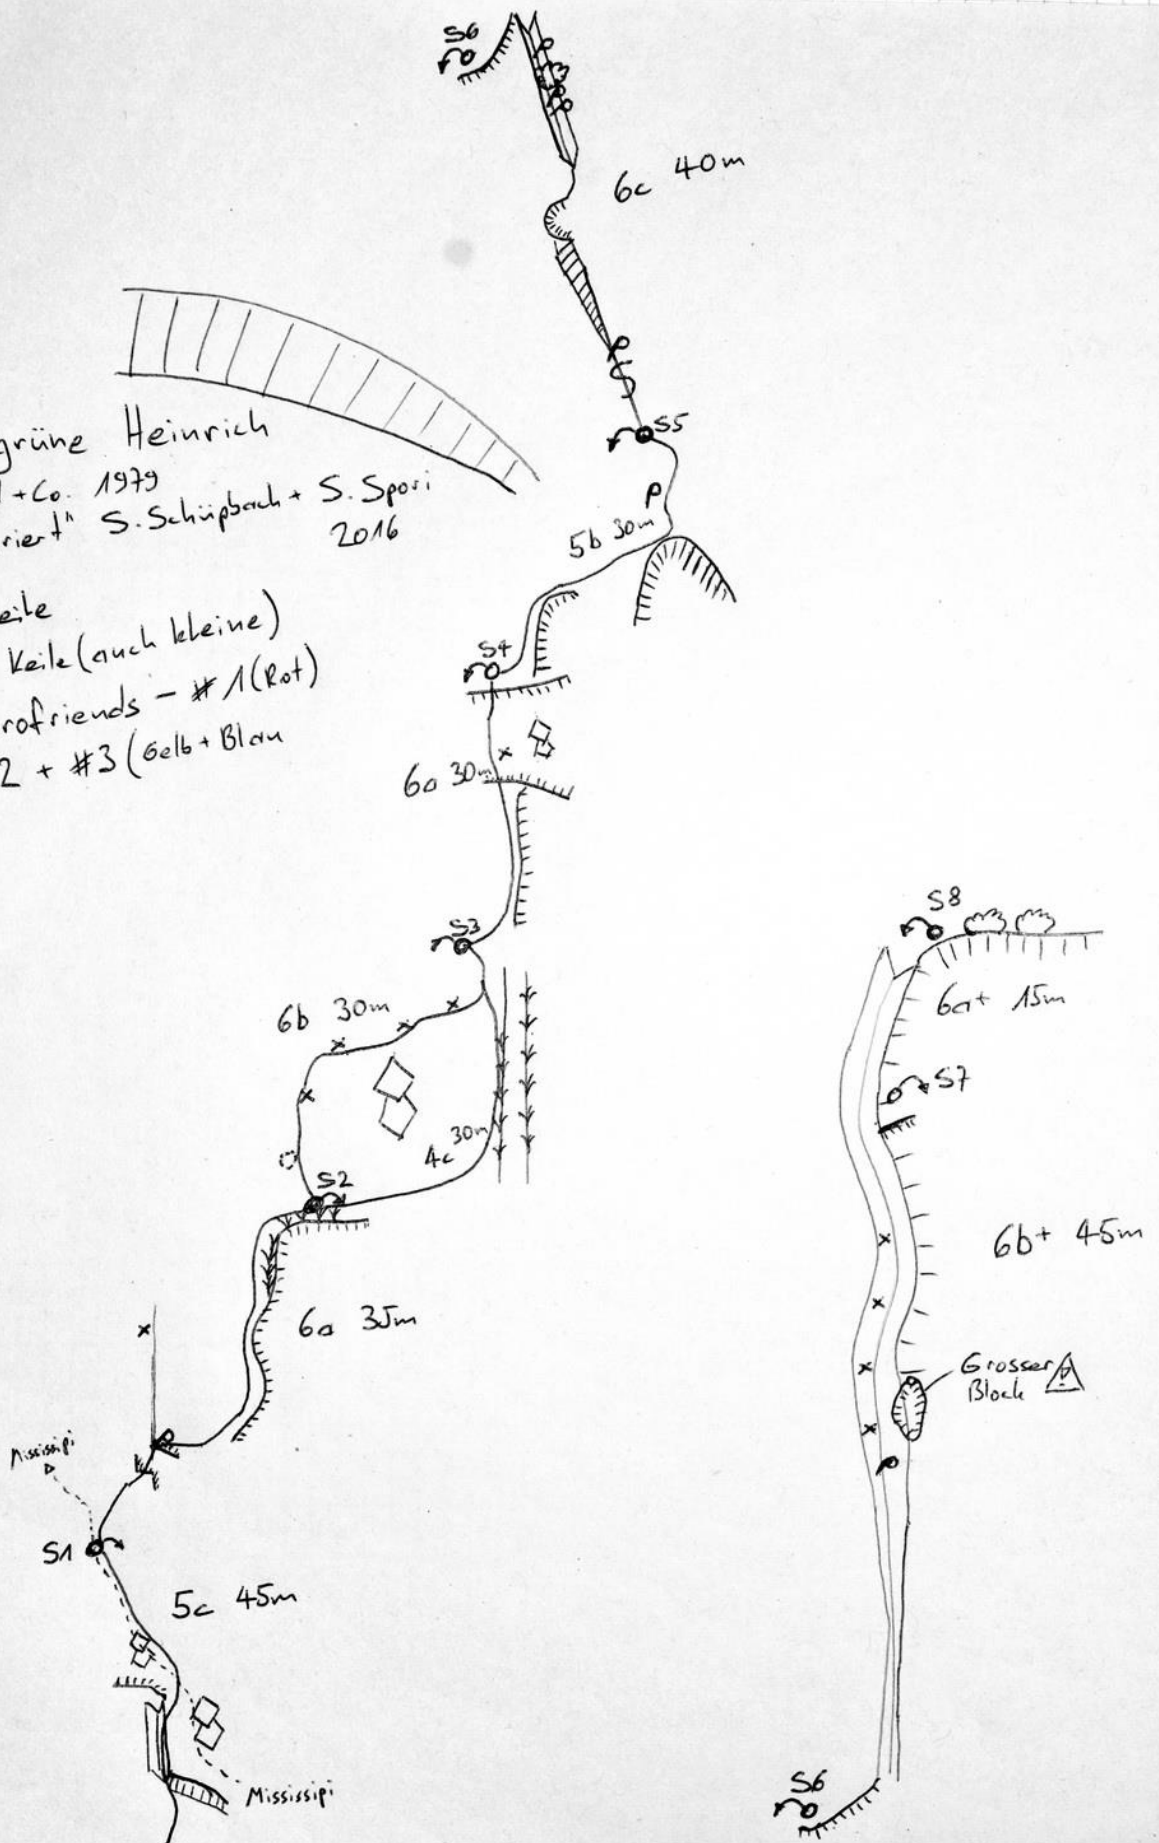 S6
6c 40m
S5
grüne Heinrich
+Co. 1979
riert" S. Schüpbach + S. Spori
2016
5b 30m
eile
Keile (auch kleine)
rofriends - #1 (Rot)
2 + #3 (Gelb + Blau
S4
6a 30m
S3
6b 30m
4c 30m
S2
6a 35m
Mississipi
S1
5c 45m
Mississipi
S8
6a+ 15m
S7
6b+ 45m
Grosser
Block
S6